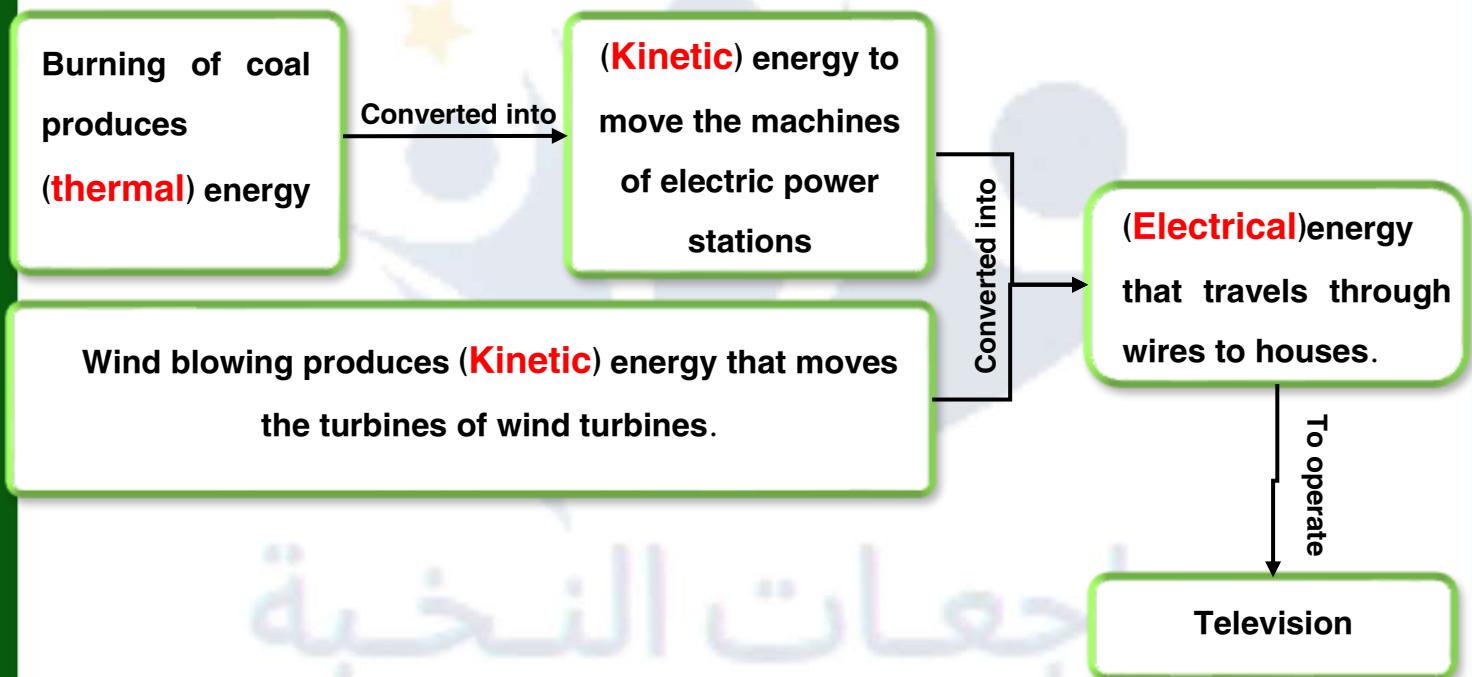 Burning of coal
produces
(thermal) energy
Converted into
(Kinetic) energy to
move the machines
of electric power
stations
Wind blowing produces (Kinetic) energy that moves
the turbines of wind turbines.
Converted into
(Electrical)energy
that travels through
wires to houses.
To operate
Television
النخبة